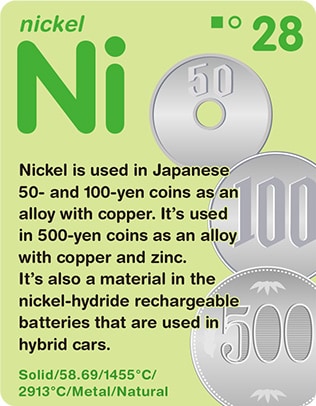 nickel
28
Ni
50
Nickel is used in Japanese
50- and 100-yen coins as an
alloy with copper. It's used
in 500-yen coins as an alloy
with copper and zinc.
It's also a material in the
nickel-hydride rechargeable
batteries that are used in
hybrid cars.
100
500
Solid/58.69/1455°C/
2913°C/Metal/Natural